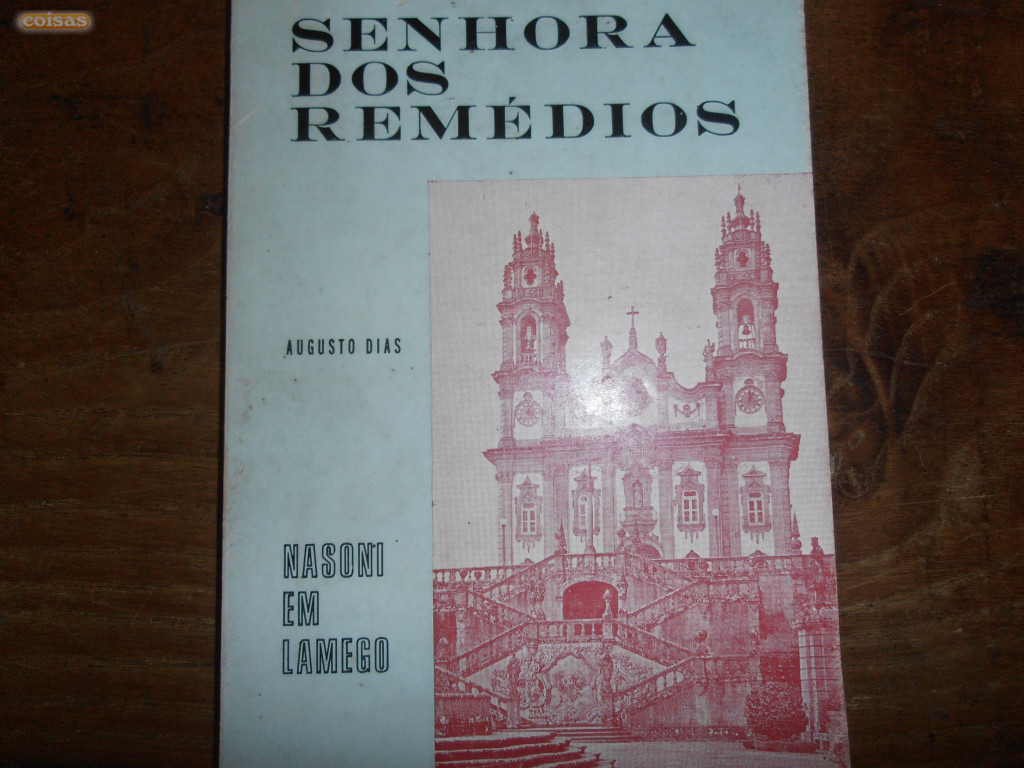 coisas
SENHORA
DOS
REMÉDIOS
AUGUSTO DIAS
NASONI
EM
LAMEGO